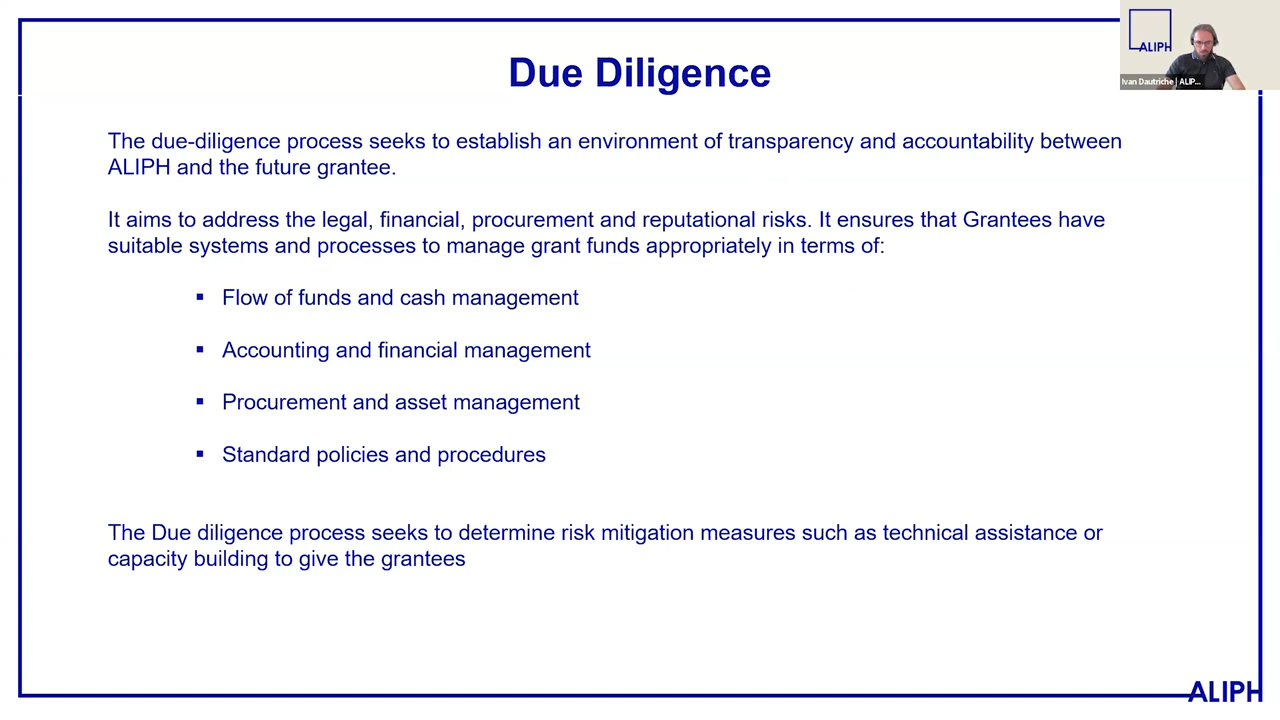 ALIPH
Ivan Dautriche | ALIP...
Due Diligence
The due-diligence process seeks to establish an environment of transparency and accountability between
ALIPH and the future grantee.
It aims to address the legal, financial, procurement and reputational risks. It ensures that Grantees have
suitable systems and processes to manage grant funds appropriately in terms of:
▪ Flow of funds and cash management
▪ Accounting and financial management
▪ Procurement and asset management
▪ Standard policies and procedures
The Due diligence process seeks to determine risk mitigation measures such as technical assistance or
capacity building to give the grantees
ALIPH